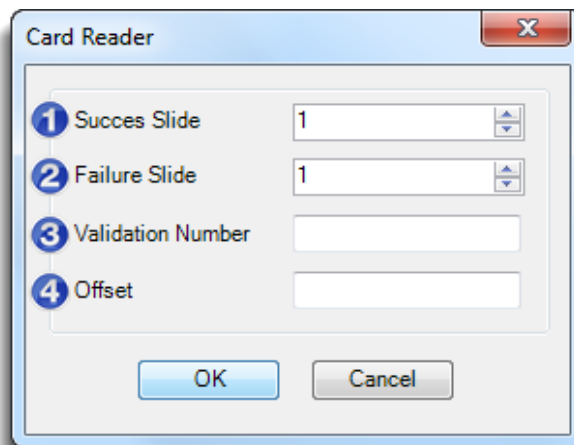 Card Reader
1 Succes Slide 1
2 Failure Slide 1
3 Validation Number
4 Offset
OK Cancel